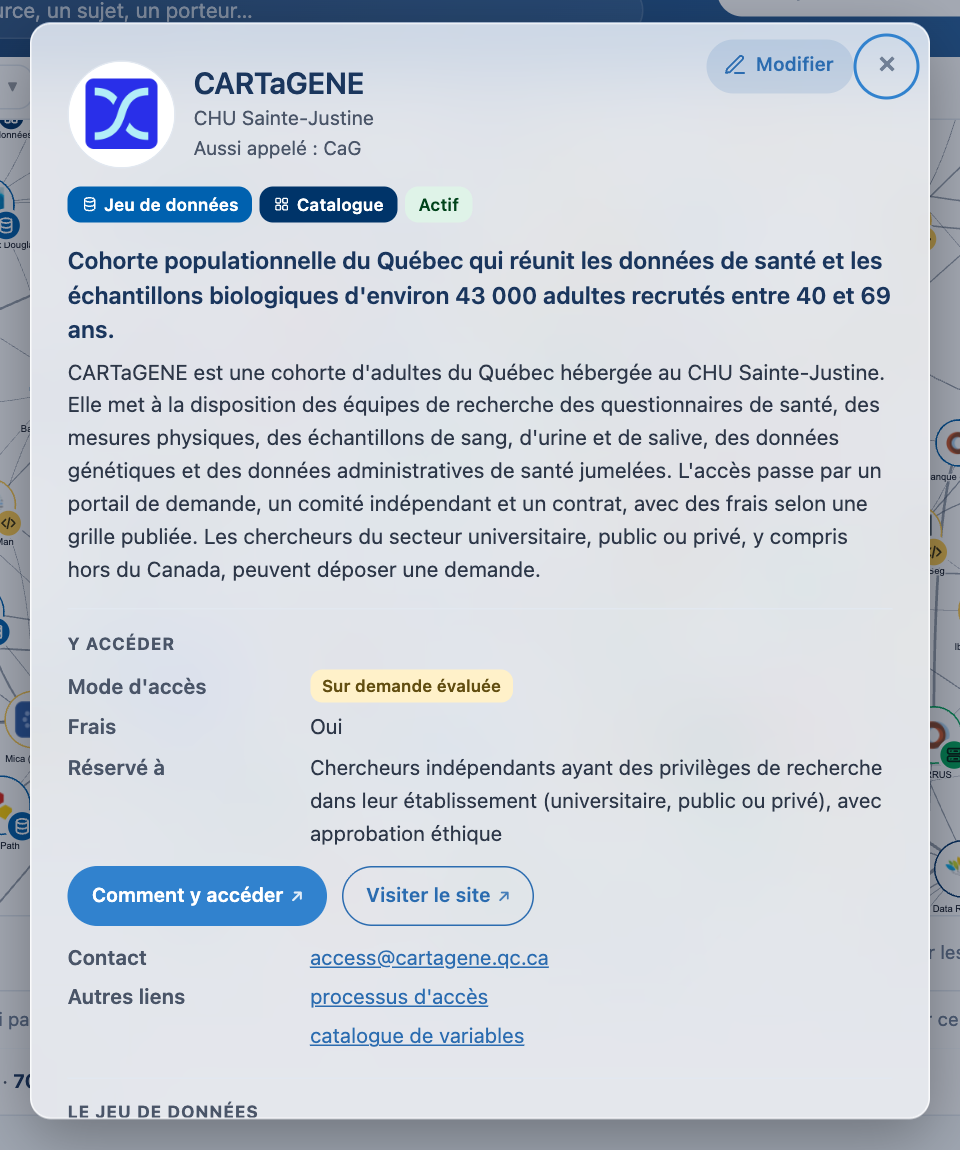 urce, un sujet, un porteur...
Modifier
CARTaGENE
CHU Sainte-Justine
Aussi appelé : CaG
Jeu de données
Catalogue
Actif
Cohorte populationnelle du Québec qui réunit les données de santé et les
échantillons biologiques d'environ 43 000 adultes recrutés entre 40 et 69
ans.
CARTaGENE est une cohorte d'adultes du Québec hébergée au CHU Sainte-Justine.
Elle met à la disposition des équipes de recherche des questionnaires de santé, des
mesures physiques, des échantillons de sang, d'urine et de salive, des données
génétiques et des données administratives de santé jumelées. L'accès passe par un
portail de demande, un comité indépendant et un contrat, avec des frais selon une
grille publiée. Les chercheurs du secteur universitaire, public ou privé, y compris
hors du Canada, peuvent déposer une demande.
Y ACCÉDER
Mode d'accès
Sur demande évaluée
Frais
Oui
Réservé à
Chercheurs indépendants ayant des privilèges de recherche
dans leur établissement (universitaire, public ou privé), avec
approbation éthique
Comment y accéder ↗
Visiter le site ↗
Contact
access@cartagene.qc.ca
Autres liens
processus d'accès
catalogue de variables
LE JEU DE DONNÉES